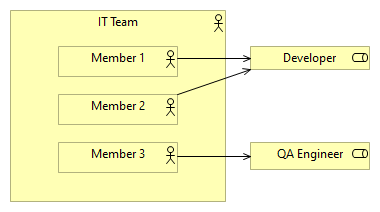 IT Team
Member 1
Developer
Member 2
Member 3
QA Engineer